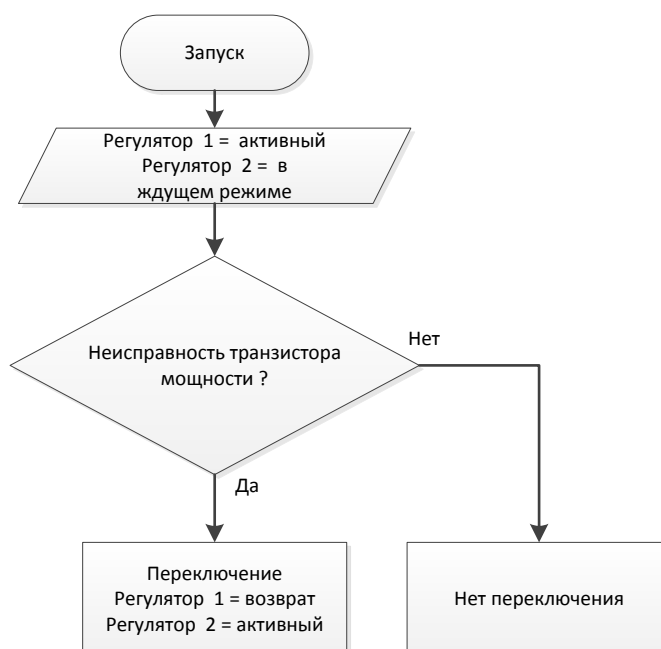 Запуск
Регулятор 1 = активный
Регулятор 2 = в
ждущем режиме
Неисправность транзистора
мощности ?
Нет
Да
Переключение
Регулятор 1 = возврат
Регулятор 2 = активный
Нет переключения